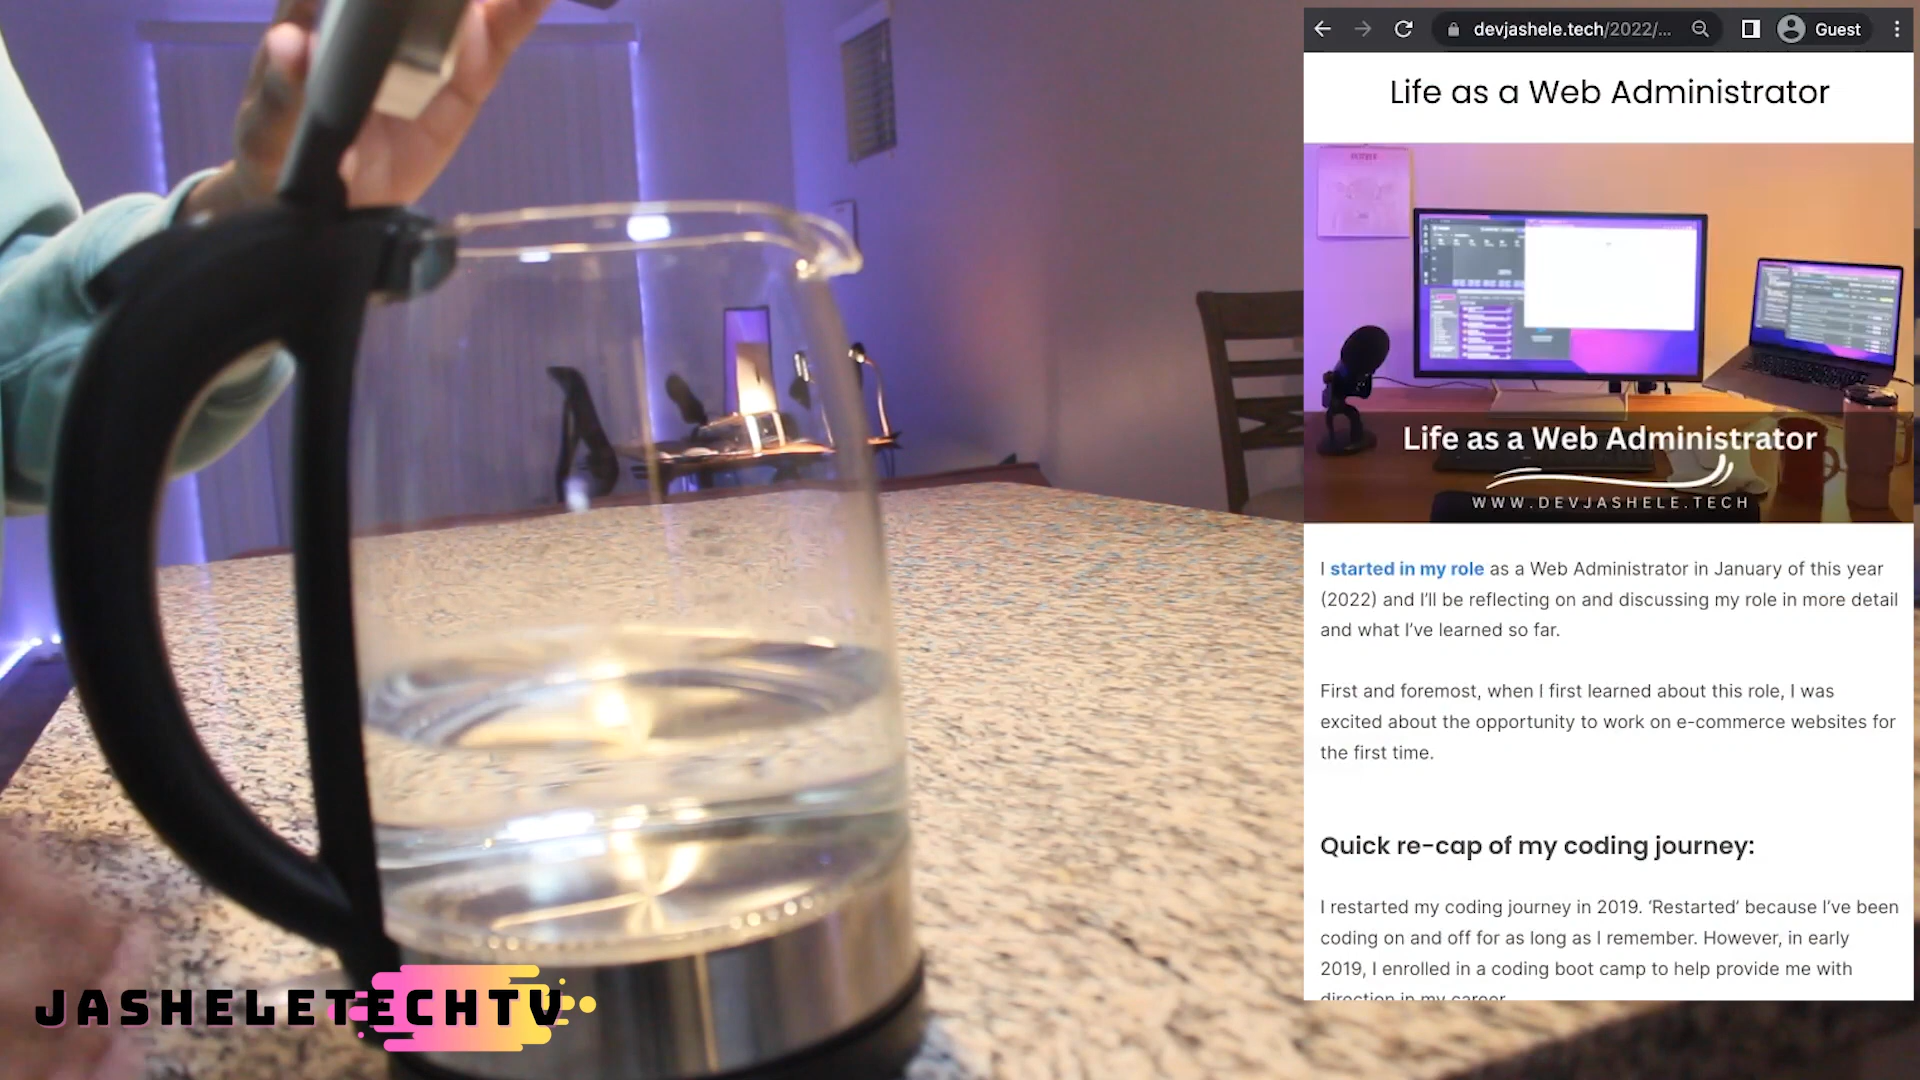 devjashele.tech/2022/...
Guest
Life as a Web Administrator
Life as a Web Administrator
WWW.DEVJASHELE.TECH
I started in my role as a Web Administrator in January of this year
(2022) and I’ll be reflecting on and discussing my role in more detail
and what I’ve learned so far.
First and foremost, when I first learned about this role, I was
excited about the opportunity to work on e-commerce websites for
the first time.
Quick re-cap of my coding journey:
I restarted my coding journey in 2019. ‘Restarted’ because I’ve been
coding on and off for as long as I remember. However, in early
2019, I enrolled in a coding boot camp to help provide me with
direction in my career
JASHELETECHTV